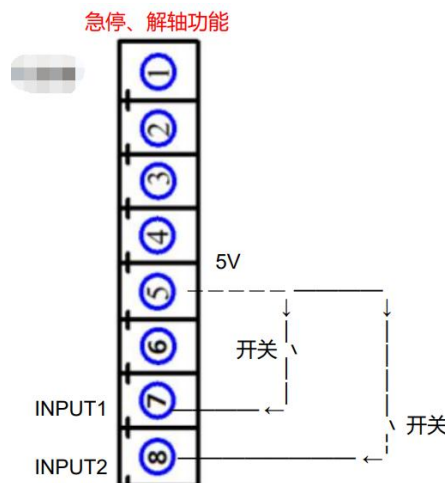 急停、解轴功能
①
②
③
④
5V
⑤
⑥
开关
INPUT1
⑦
开关
INPUT2
⑧